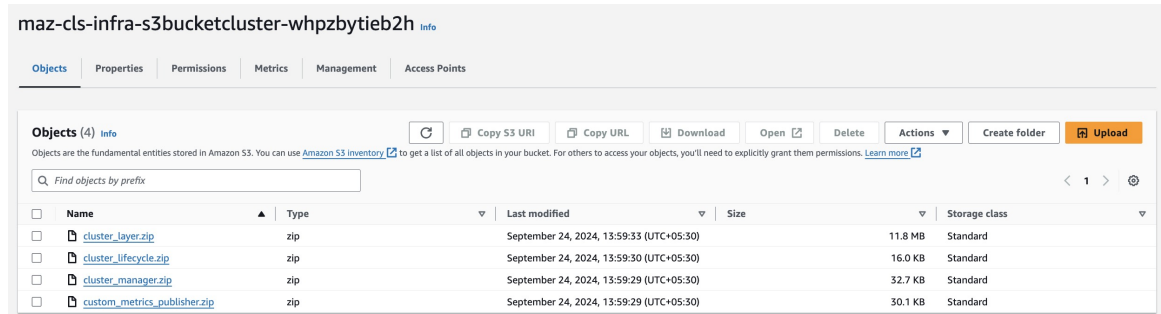 maz-cls-infra-s3bucketcluster-whpzbytieb2h Info
Objects Properties Permissions Metrics Management Access Points
Objects (4) Info Copy S3 URI Copy URL Download Open Delete Actions Create folder Upload
Objects are the fundamental entities stored in Amazon S3. You can use Amazon S3 inventory to get a list of all objects in your bucket. For others to access your objects, you'll need to explicitly grant them permissions. Learn more
Find objects by prefix 1
Name Type Last modified Size Storage class
cluster_layer.zip zip September 24, 2024, 13:59:33 (UTC+05:30) 11.8 MB Standard
cluster_lifecycle.zip zip September 24, 2024, 13:59:30 (UTC+05:30) 16.0 KB Standard
cluster_manager.zip zip September 24, 2024, 13:59:29 (UTC+05:30) 32.7 KB Standard
custom_metrics_publisher.zip zip September 24, 2024, 13:59:29 (UTC+05:30) 30.1 KB Standard